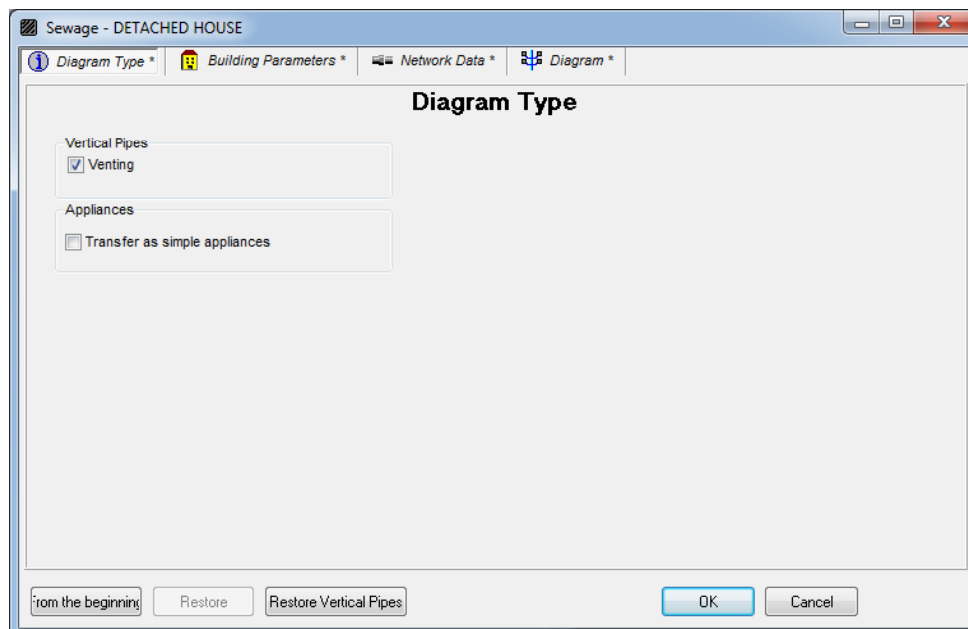 Sewage - DETACHED HOUSE
Diagram Type * Building Parameters * Network Data * Diagram *
Diagram Type
Vertical Pipes
Venting
Appliances
Transfer as simple appliances
From the beginning Restore Restore Vertical Pipes OK Cancel